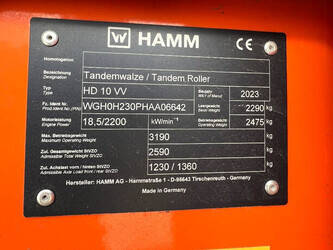 HAMM
CE
Homologation
Bezeichnung
Designation
Tandemwalze / Tandem Roller
Typ
Type
HD 10 VV
Baujahr
Year of Manuf.
2023
Fz. Ident Nr.
Prod Ident No (PIN)
WGH0H230PHAA06642
Leergewicht
Basic Weight
2290 kg
Motorleistung
Engine Power
18,5/2200 kW/min⁻¹
Betriebsgewicht
Operating Weight
2475 kg
Max. Betriebsgewicht
Maximum Operating Weight
3190 kg
Zul. Gesamtgewicht StVZO
Admissible Total Weight StVZO
2590 kg
Zul. Achslast vorn / hinten StVZO
Admissible Axle Load front / rear StVZO
1230 / 1360 kg
Hersteller: HAMM AG - Hammstraße 1 - D-95643 Tirschenreuth - Germany
Made in Germany